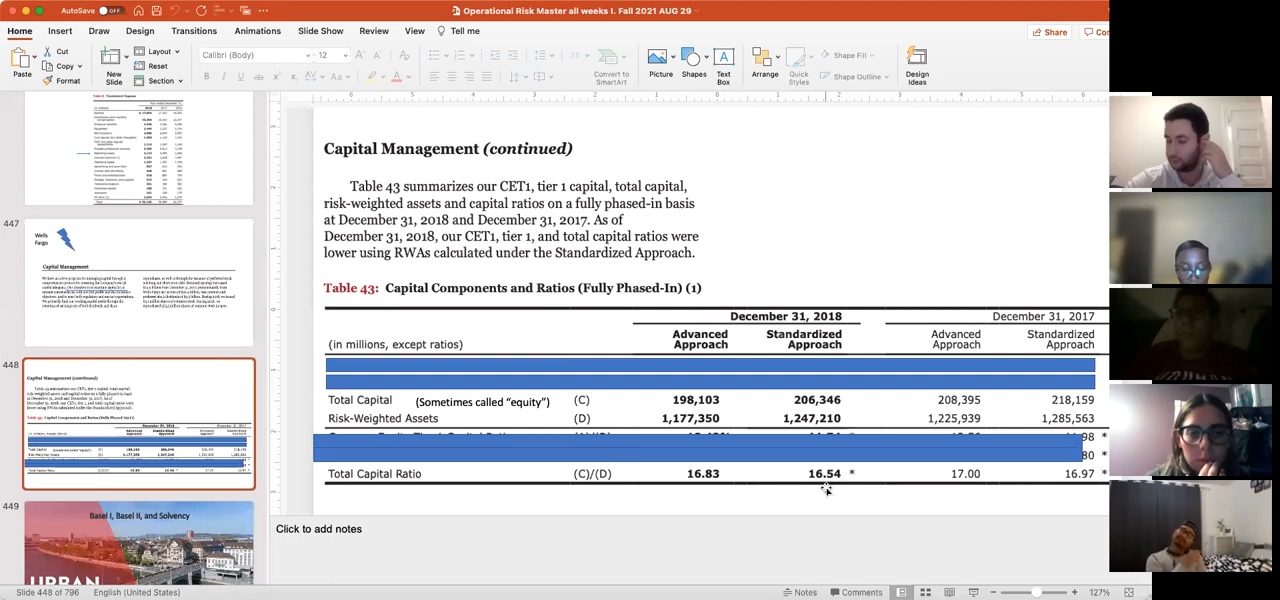 AutoSave OFF Operational Risk Master all weeks I. Fall 2021 AUG 29
Home Insert Draw Design Transitions Animations Slide Show Review View Tell me Share
Paste Cut Copy Format New Slide Layout Reset Section Calibri (Body) 12 Convert to SmartArt Picture Shapes Text Box Arrange Quick Styles Shape Fill Shape Outline Design Ideas
447
Wells Fargo
Capital Management
448
449
Basel I, Basel II, and Solvency
URBAN
Capital Management (continued)
Table 43 summarizes our CET1, tier 1 capital, total capital,
risk-weighted assets and capital ratios on a fully phased-in basis
at December 31, 2018 and December 31, 2017. As of
December 31, 2018, our CET1, tier 1, and total capital ratios were
lower using RWAs calculated under the Standardized Approach.
Table 43: Capital Components and Ratios (Fully Phased-In) (1)
December 31, 2018 December 31, 2017
(in millions, except ratios) Advanced Approach Standardized Approach Advanced Approach Standardized Approach
Total Capital (Sometimes called “equity”) (C) 198,103 206,346 208,395 218,159
Risk-Weighted Assets (D) 1,177,350 1,247,210 1,225,939 1,285,563
Total Capital Ratio (C)/(D) 16.83 16.54 * 17.00 16.97 *
Click to add notes
Slide 448 of 796 English (United States) Notes Comments 127%